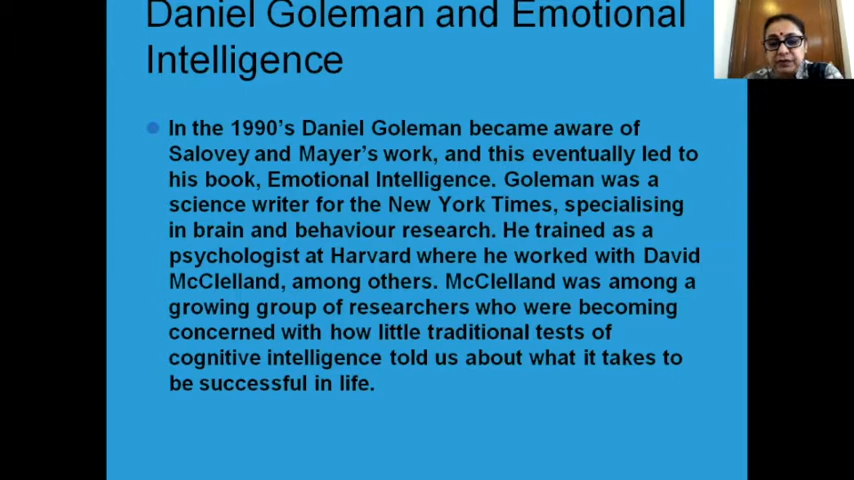 Daniel Goleman and Emotional
Intelligence
In the 1990's Daniel Goleman became aware of
Salovey and Mayer's work, and this eventually led to
his book, Emotional Intelligence. Goleman was a
science writer for the New York Times, specialising
in brain and behaviour research. He trained as a
psychologist at Harvard where he worked with David
McClelland, among others. McClelland was among a
growing group of researchers who were becoming
concerned with how little traditional tests of
cognitive intelligence told us about what it takes to
be successful in life.